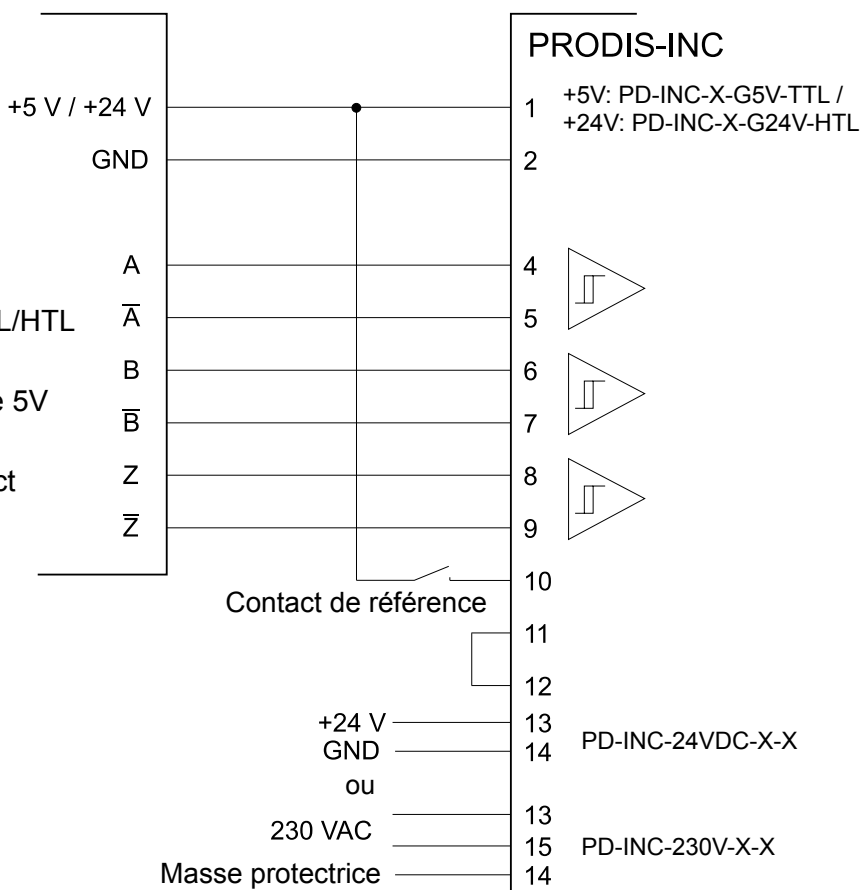 PRODIS-INC
+5 V / +24 V
1
+5V: PD-INC-X-G5V-TTL /
+24V: PD-INC-X-G24V-HTL
GND
2
A
4
L/HTL
A̅
5
B
6
5V
B̅
7
Z
8
Z̅
9
10
Contact de référence
11
12
+24 V
13
GND
14
PD-INC-24VDC-X-X
ou
13
230 VAC
15
PD-INC-230V-X-X
Masse protectrice
14